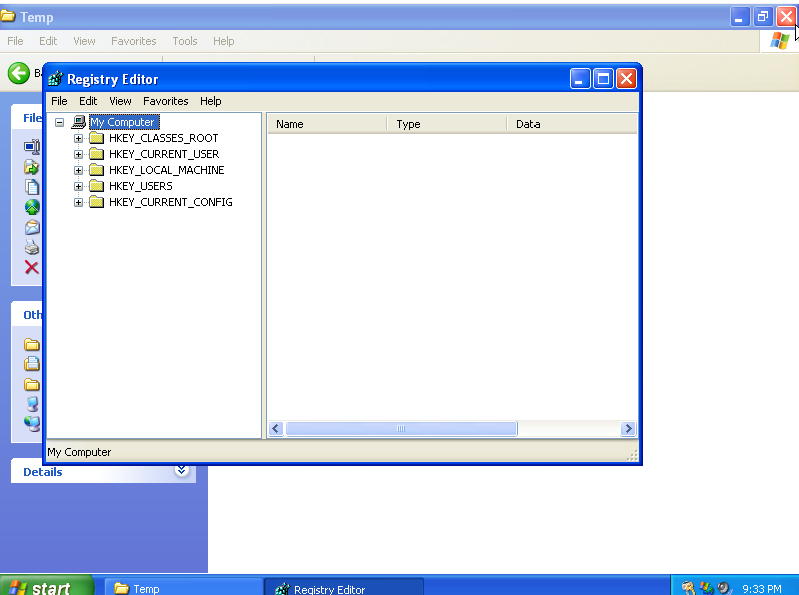 Temp
File Edit View Favorites Tools Help
Registry Editor
File Edit View Favorites Help
My Computer
HKEY_CLASSES_ROOT
HKEY_CURRENT_USER
HKEY_LOCAL_MACHINE
HKEY_USERS
HKEY_CURRENT_CONFIG
Name Type Data
My Computer
File
Oth
Details
start Temp Registry Editor 9:33 PM